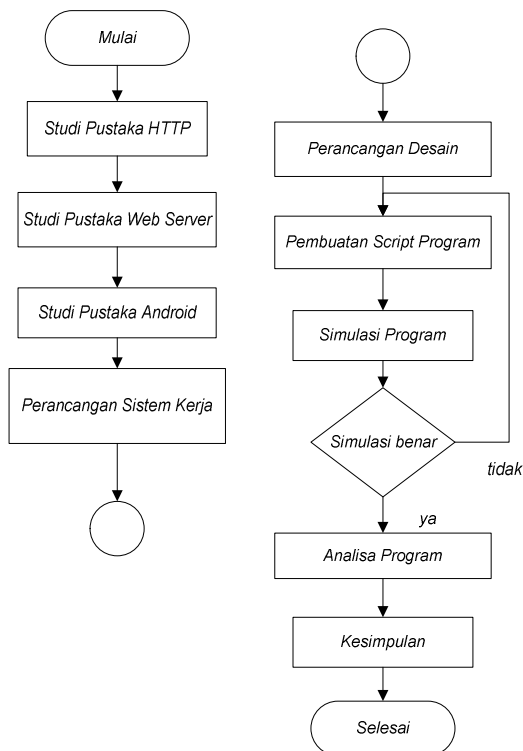 Mulai
Studi Pustaka HTTP
Studi Pustaka Web Server
Studi Pustaka Android
Perancangan Sistem Kerja
Perancangan Desain
Pembuatan Script Program
Simulasi Program
Simulasi benar
tidak
ya
Analisa Program
Kesimpulan
Selesai